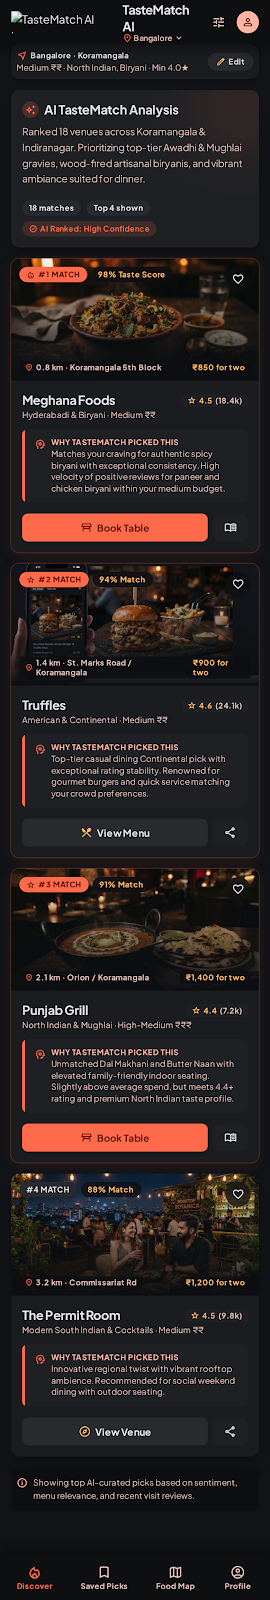 TasteMatch AI
TasteMatch
AI
Bangalore
Bangalore · Koramangala
Medium ₹₹ · North Indian, Biryani · Min 4.0★
Edit
AI TasteMatch Analysis
Ranked 18 venues across Koramangala &
Indiranagar. Prioritizing top-tier Awadhi & Mughlai
gravies, wood-fired artisanal biryanis, and vibrant
ambiance suited for dinner.
18 matches
Top 4 shown
AI Ranked: High Confidence
#1 MATCH
98% Taste Score
0.8 km · Koramangala 5th Block
₹850 for two
Meghana Foods
4.5 (18.4k)
Hyderabadi & Biryani · Medium ₹₹
WHY TASTEMATCH PICKED THIS
Matches your craving for authentic spicy
biryani with exceptional consistency. High
velocity of positive reviews for paneer and
chicken biryani within your medium budget.
Book Table
#2 MATCH
94% Match
1.4 km · St. Marks Road /
Koramangala
₹900 for
two
Truffles
4.6 (24.1k)
American & Continental · Medium ₹₹
WHY TASTEMATCH PICKED THIS
Top-tier casual dining Continental pick with
exceptional rating stability. Renowned for
gourmet burgers and quick service matching
your crowd preferences.
View Menu
#3 MATCH
91% Match
2.1 km · Orion / Koramangala
₹1,400 for two
Punjab Grill
4.4 (7.2k)
North Indian & Mughlai · High-Medium ₹₹₹
WHY TASTEMATCH PICKED THIS
Unmatched Dal Makhani and Butter Naan with
elevated family-friendly indoor seating.
Slightly above average spend, but meets 4.4+
rating and premium North Indian taste profile.
Book Table
#4 MATCH
88% Match
ROOFTOP
BOTANICA
3.2 km · Commissariat Rd
₹1,200 for two
The Permit Room
4.5 (9.8k)
Modern South Indian & Cocktails · Medium ₹₹
WHY TASTEMATCH PICKED THIS
Innovative regional twist with vibrant rooftop
ambience. Recommended for social weekend
dining with outdoor seating.
View Venue
Showing top AI-curated picks based on sentiment,
menu relevance, and recent visit reviews.
Discover
Saved Picks
Food Map
Profile